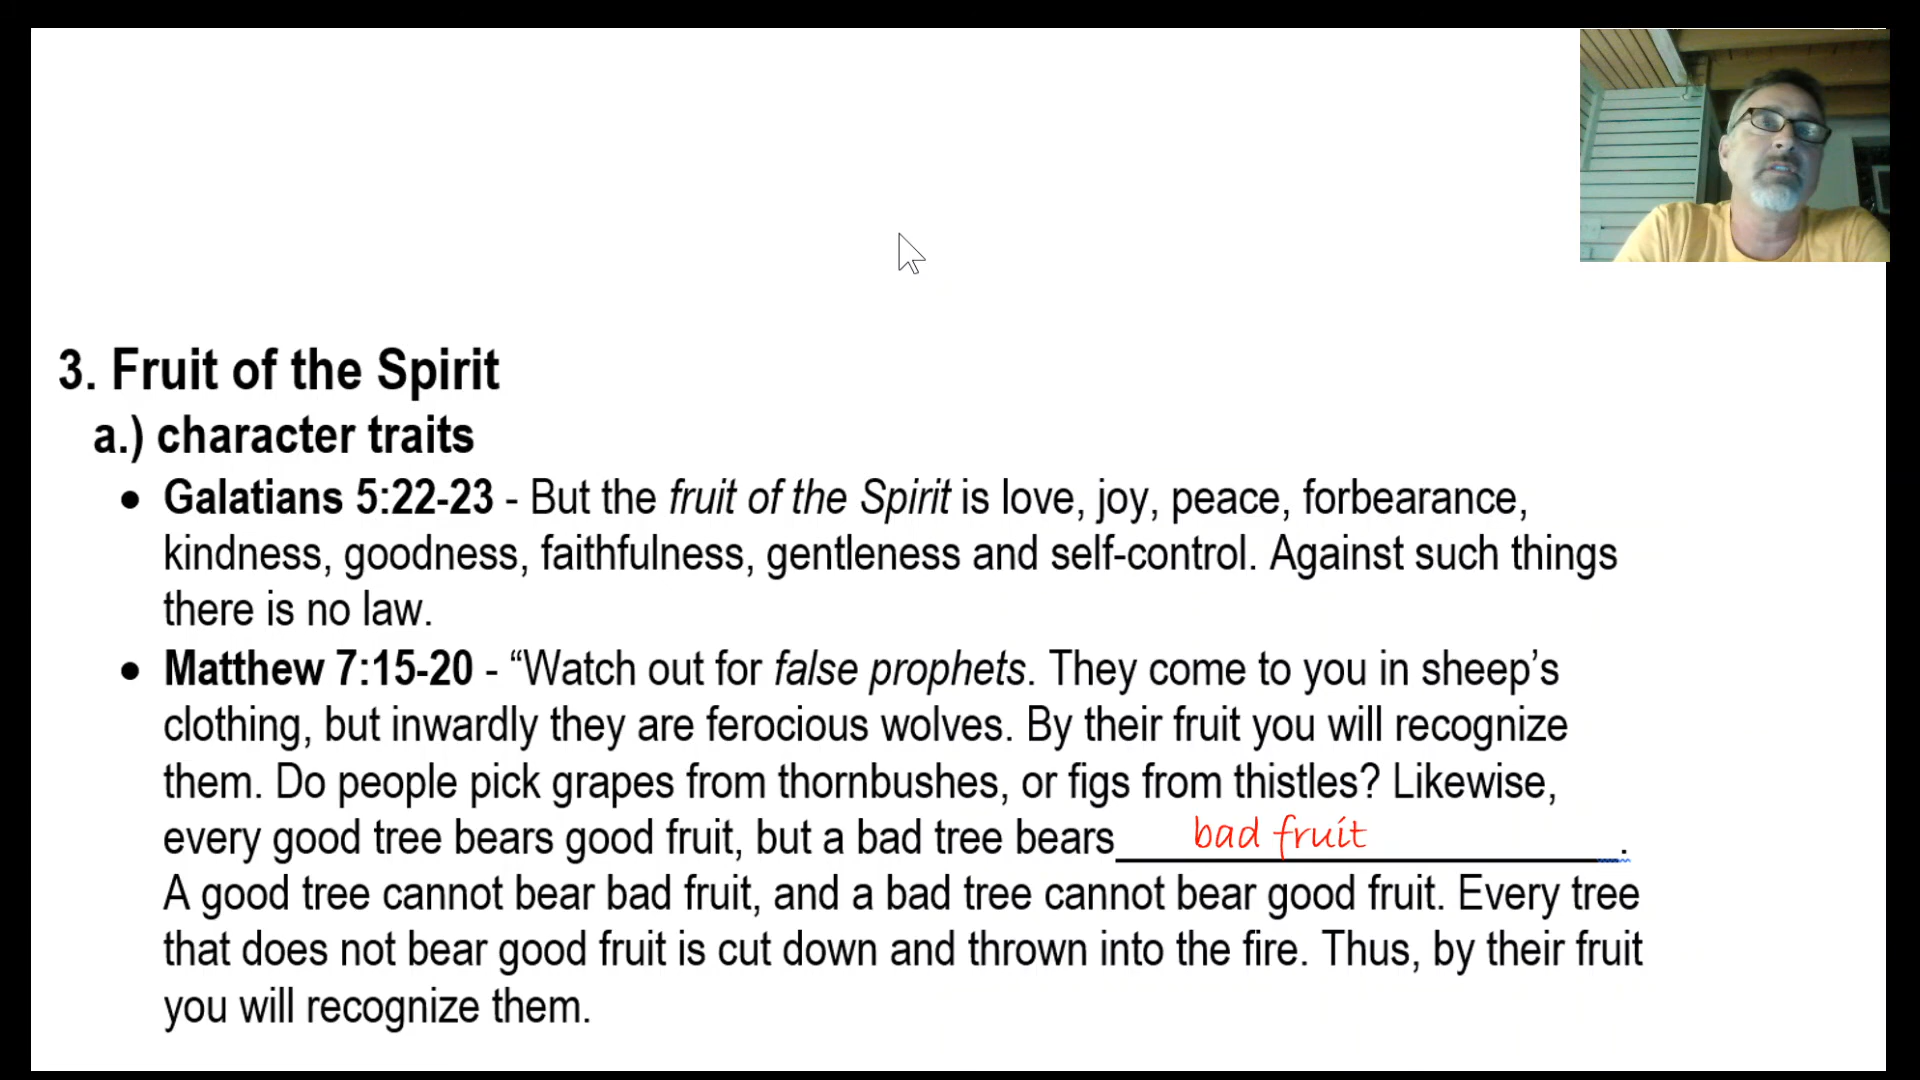 3. Fruit of the Spirit
a.) character traits
• Galatians 5:22-23 - But the fruit of the Spirit is love, joy, peace, forbearance,
kindness, goodness, faithfulness, gentleness and self-control. Against such things
there is no law.
• Matthew 7:15-20 - “Watch out for false prophets. They come to you in sheep’s
clothing, but inwardly they are ferocious wolves. By their fruit you will recognize
them. Do people pick grapes from thornbushes, or figs from thistles? Likewise,
every good tree bears good fruit, but a bad tree bears bad fruit.
A good tree cannot bear bad fruit, and a bad tree cannot bear good fruit. Every tree
that does not bear good fruit is cut down and thrown into the fire. Thus, by their fruit
you will recognize them.